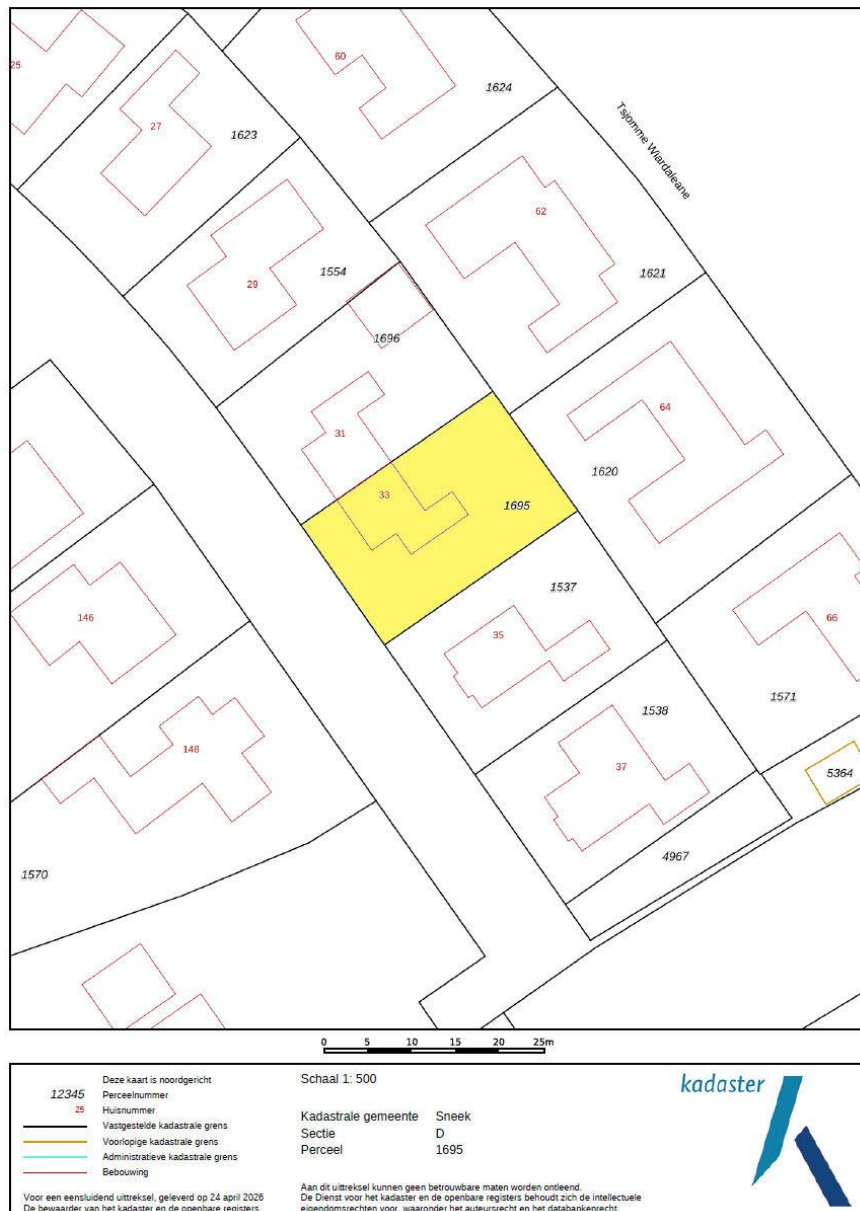 25
60
1624
27
1623
Tsjomme Wiardaleane
62
29
1554
1621
1696
31
64
33
1620
1695
1537
35
146
66
1571
1538
148
37
5364
4967
1570
0 5 10 15 20 25m
Deze kaart is noordgericht
12345 Perceelnummer
25 Huisnummer
Vastgestelde kadastrale grens
Voorlopige kadastrale grens
Administratieve kadastrale grens
Bebouwing
Voor een eensluidend uittreksel, geleverd op 24 april 2026
De bewaarder van het kadaster en de openbare registers
Schaal 1: 500
Kadastrale gemeente Sneek
Sectie D
Perceel 1695
Aan dit uittreksel kunnen geen betrouwbare maten worden ontleend.
De Dienst voor het kadaster en de openbare registers behoudt zich de intellectuele
eigendomsrechten voor, waaronder het auteursrecht en het databankenrecht.
kadaster